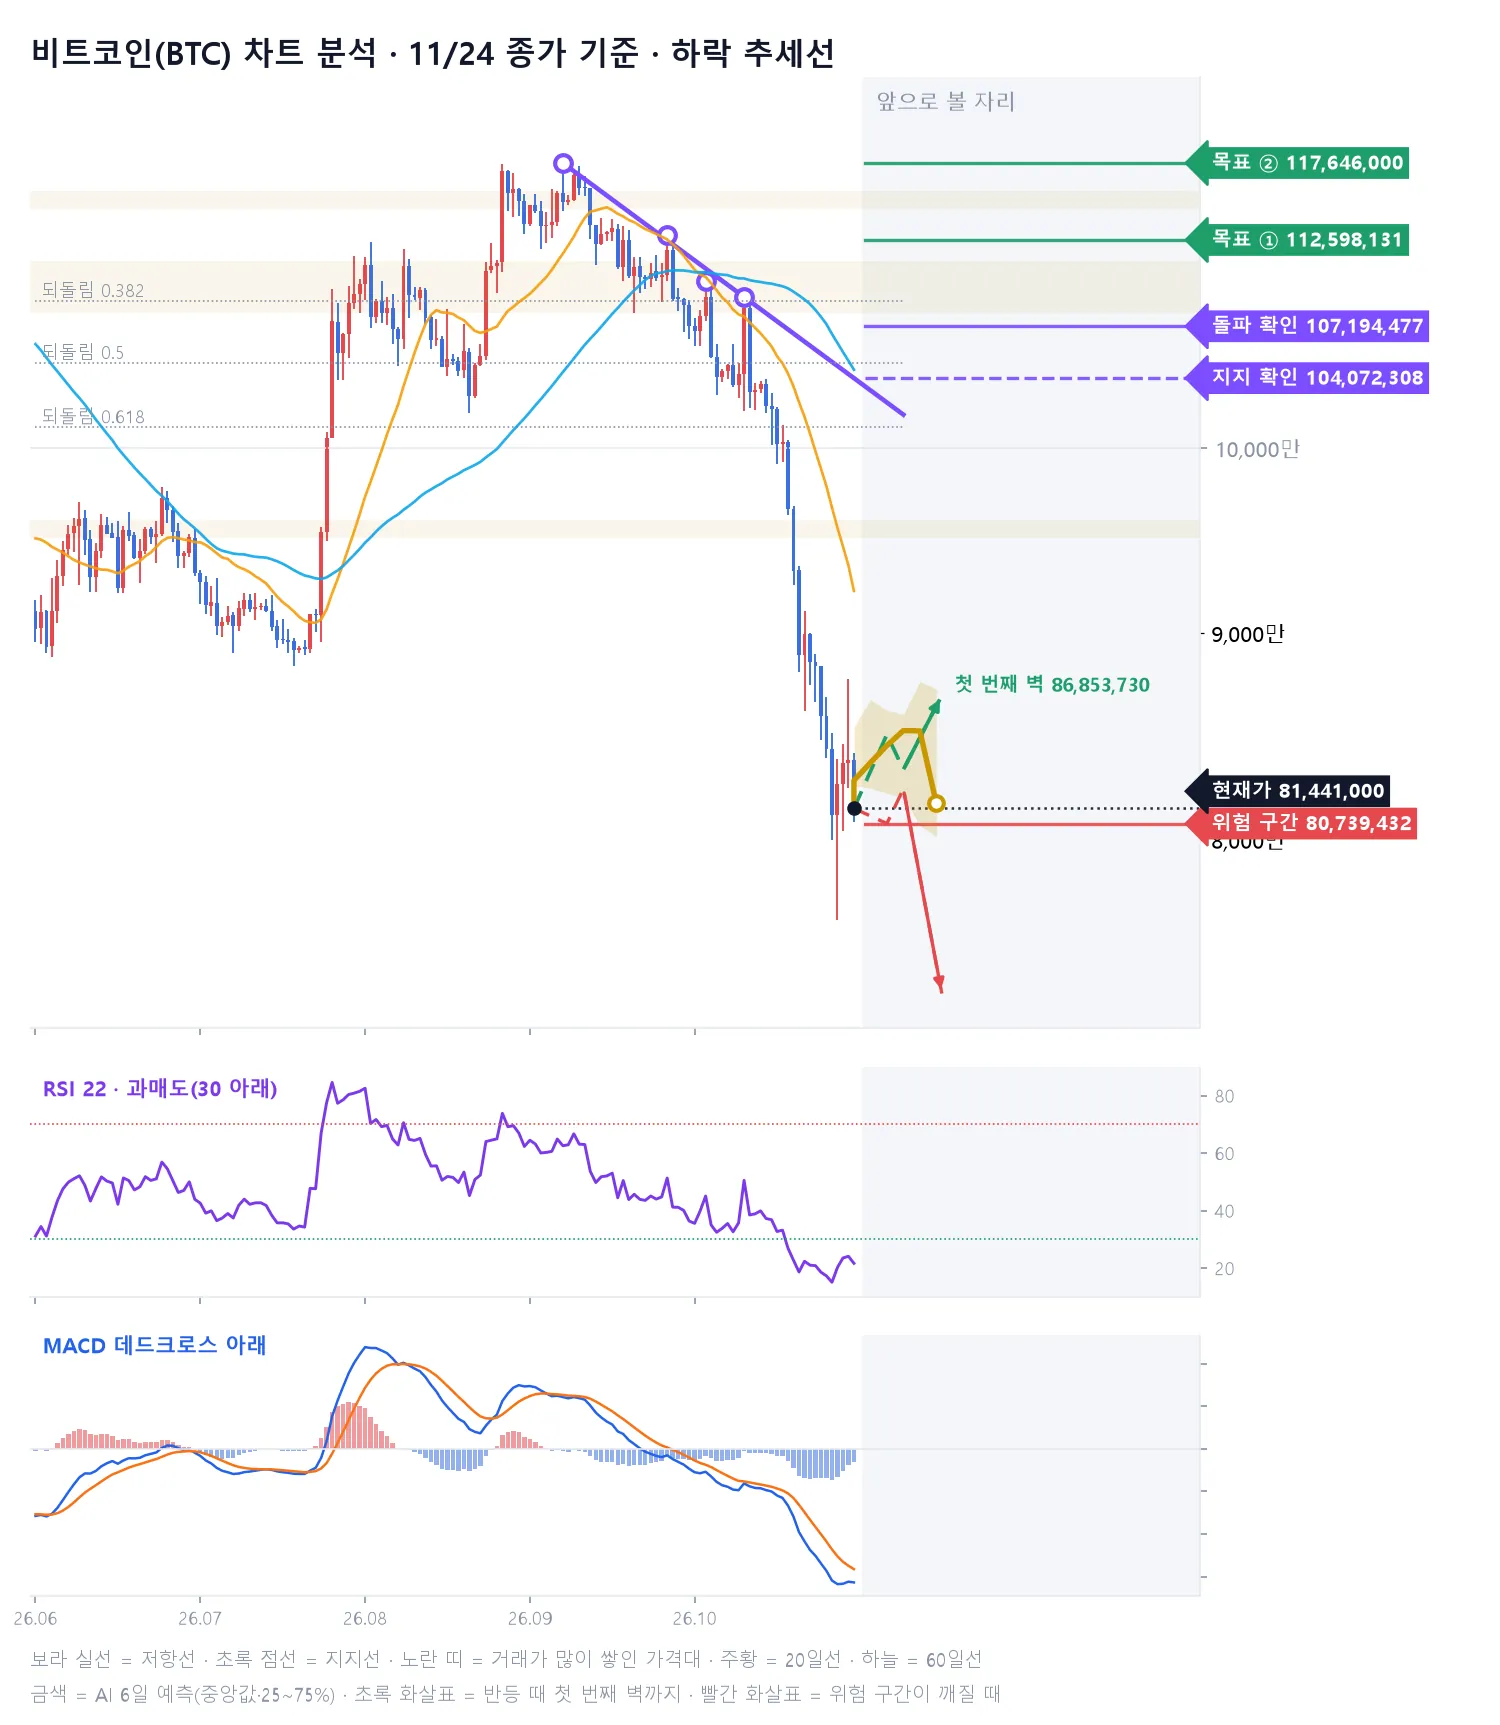 비트코인(BTC) 차트 분석 · 11/24 종가 기준 · 하락 추세선
앞으로 볼 자리
목표 ② 117,646,000
목표 ① 112,598,131
되돌림 0.382
돌파 확인 107,194,477
되돌림 0.5
지지 확인 104,072,308
되돌림 0.618
10,000만
9,000만
첫 번째 벽 86,853,730
현재가 81,441,000
위험 구간 80,739,432
8,000만
RSI 22 · 과매도(30 아래)
80
60
40
20
MACD 데드크로스 아래
26.06 26.07 26.08 26.09 26.10
보라 실선 = 저항선 · 초록 점선 = 지지선 · 노란 띠 = 거래가 많이 쌓인 가격대 · 주황 = 20일선 · 하늘 = 60일선
금색 = AI 6일 예측(중앙값·25~75%) · 초록 화살표 = 반등 때 첫 번째 벽까지 · 빨간 화살표 = 위험 구간이 깨질 때